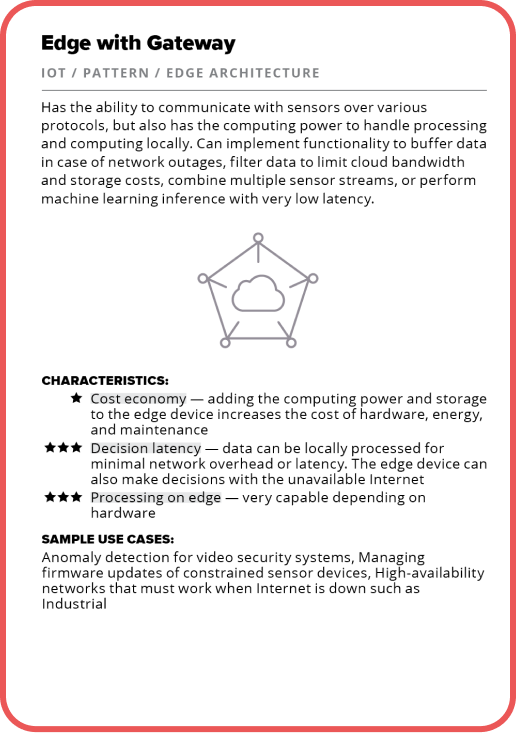 Edge with Gateway
IOT / PATTERN / EDGE ARCHITECTURE
Has the ability to communicate with sensors over various
protocols, but also has the computing power to handle processing
and computing locally. Can implement functionality to buffer data
in case of network outages, filter data to limit cloud bandwidth
and storage costs, combine multiple sensor streams, or perform
machine learning inference with very low latency.
CHARACTERISTICS:
★ Cost economy — adding the computing power and storage
to the edge device increases the cost of hardware, energy,
and maintenance
★★★ Decision latency — data can be locally processed for
minimal network overhead or latency. The edge device can
also make decisions with the unavailable Internet
★★★ Processing on edge — very capable depending on
hardware
SAMPLE USE CASES:
Anomaly detection for video security systems, Managing
firmware updates of constrained sensor devices, High-availability
networks that must work when Internet is down such as
Industrial